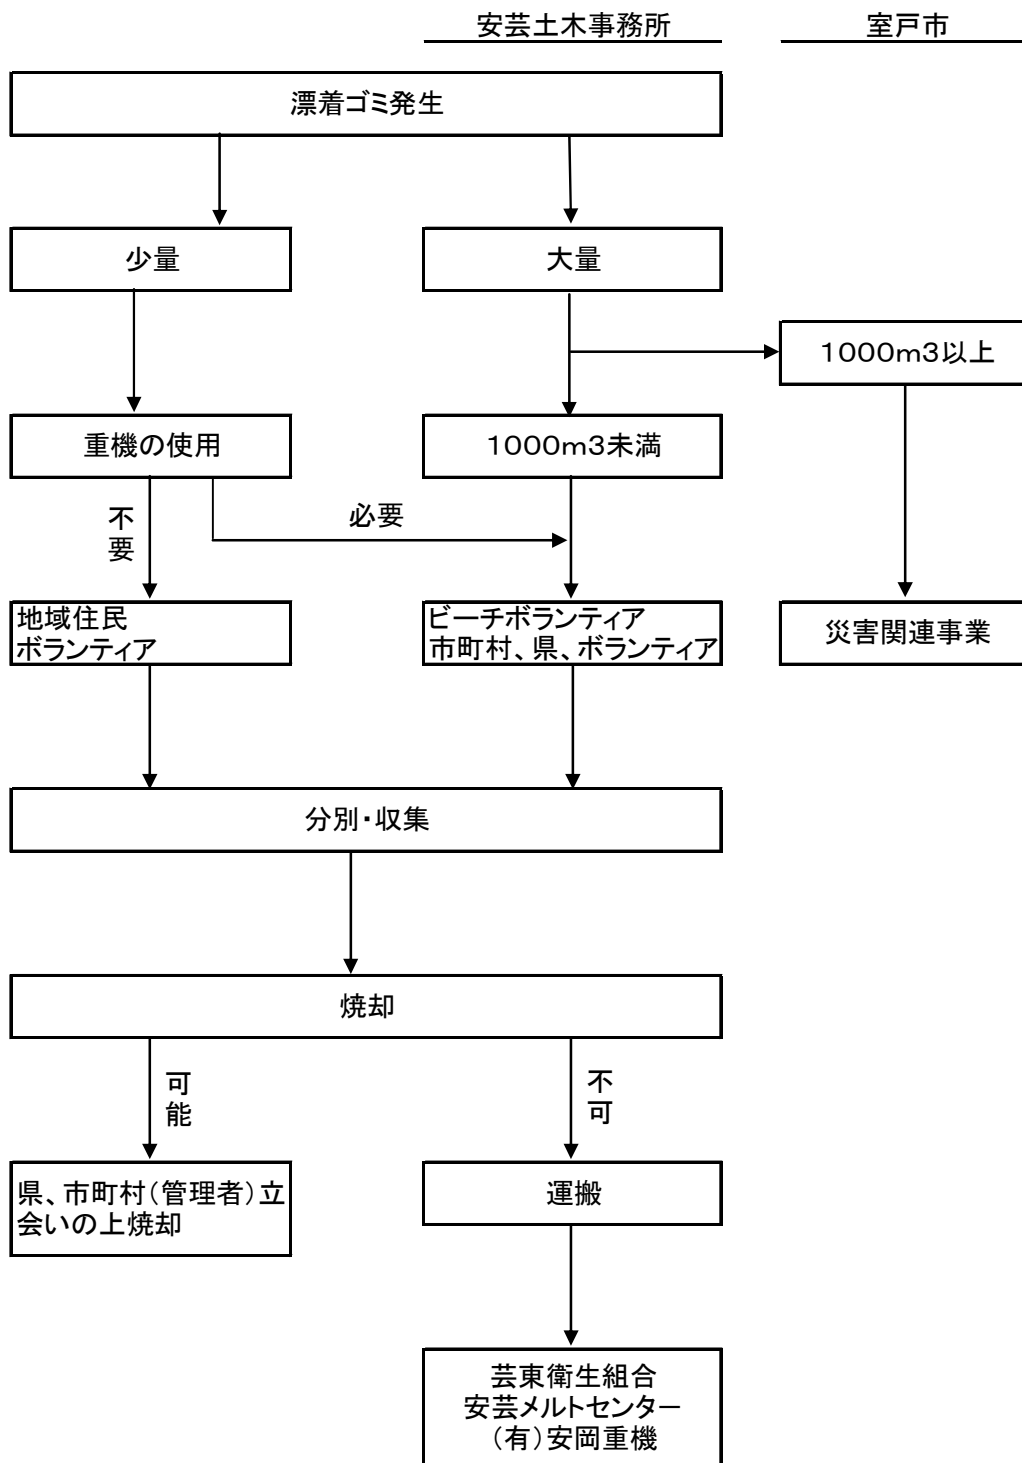 安芸土木事務所
室戸市
漂着ゴミ発生
少量
大量
1000m3以上
重機の使用
1000m3未満
不要
必要
地域住民
ボランティア
ビーチボランティア
市町村、県、ボランティア
災害関連事業
分別・収集
焼却
可能
不可
県、市町村(管理者)立
会いの上焼却
運搬
芸東衛生組合
安芸メルトセンター
(有)安岡重機